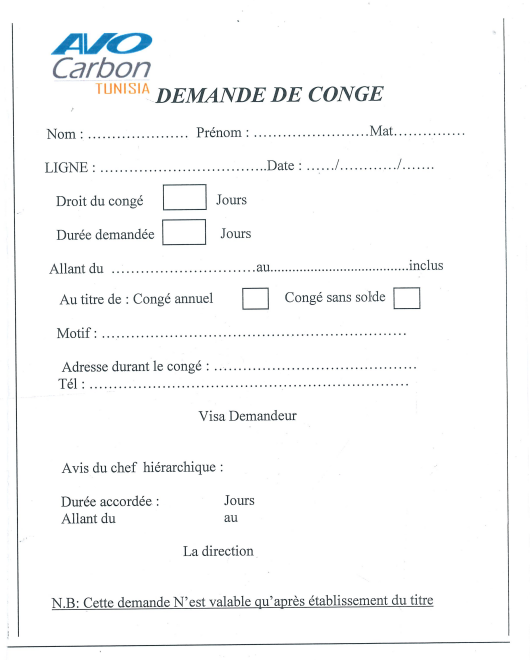 AVO
Carbon
TUNISIA
DEMANDE DE CONGE
Nom : ………………… Prénom : …………………….Mat……………
LIGNE : ……………………………..Date : ……/…………/…….
Droit du congé Jours
Durée demandée Jours
Allant du …………………………au......................................inclus
Au titre de : Congé annuel Congé sans solde
Motif : ……………………………………………………….
Adresse durant le congé : ……………………………………
Tél : …………………………………………………………
Visa Demandeur
Avis du chef hiérarchique :
Durée accordée : Jours
Allant du au
La direction
N.B: Cette demande N’est valable qu’après établissement du titre